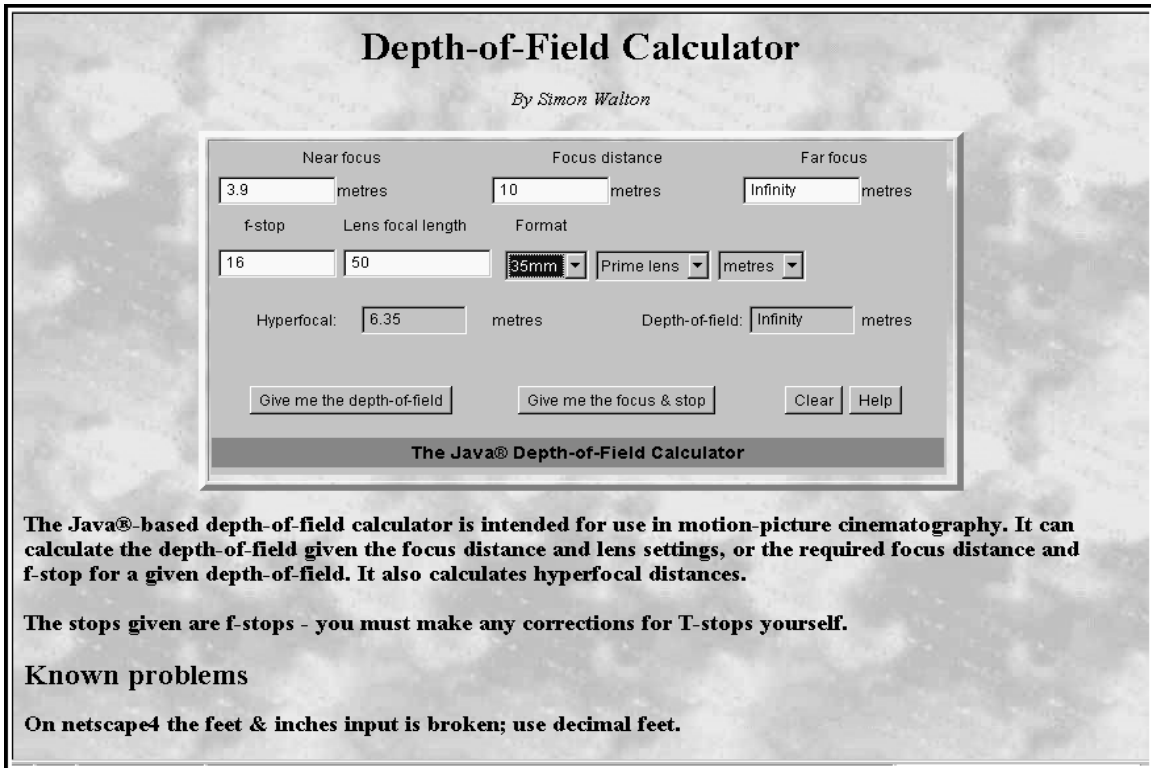 Depth-of-Field Calculator
By Simon Walton
Near focus Focus distance Far focus
3.9 metres 10 metres Infinity metres
f-stop Lens focal length Format
16 50 35mm Prime lens metres
Hyperfocal: 6.35 metres Depth-of-field: Infinity metres
Give me the depth-of-field Give me the focus & stop Clear Help
The Java® Depth-of-Field Calculator
The Java®-based depth-of-field calculator is intended for use in motion-picture cinematography. It can
calculate the depth-of-field given the focus distance and lens settings, or the required focus distance and
f-stop for a given depth-of-field. It also calculates hyperfocal distances.
The stops given are f-stops - you must make any corrections for T-stops yourself.
Known problems
On netscape4 the feet & inches input is broken; use decimal feet.